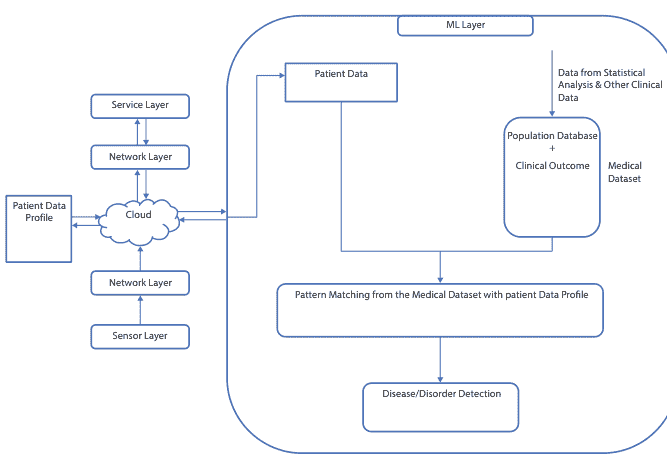 ML Layer
Patient Data
Data from Statistical
Analysis & Other Clinical
Data
Service Layer
Population Database
+
Clinical Outcome
Medical
Dataset
Network Layer
Patient Data
Profile
Cloud
Network Layer
Pattern Matching from the Medical Dataset with patient Data Profile
Sensor Layer
Disease/Disorder Detection